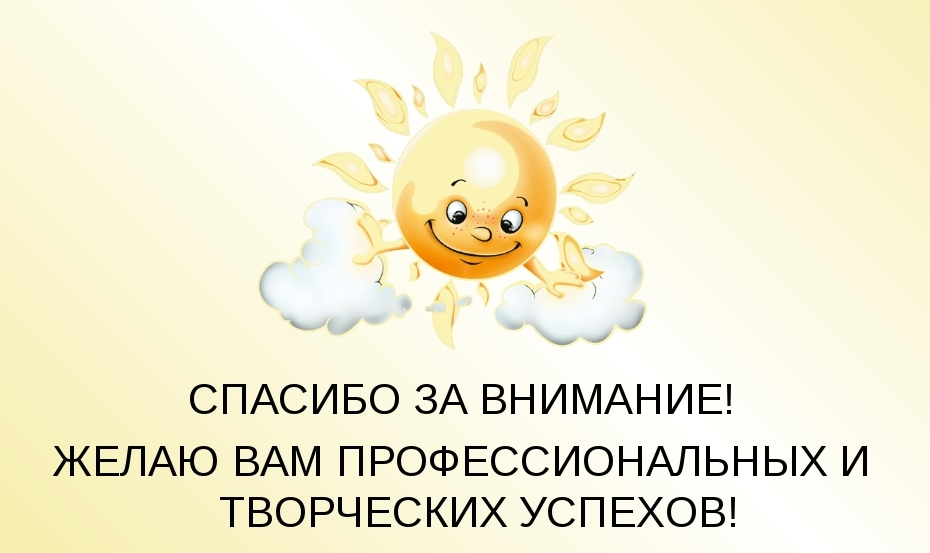 СПАСИБО ЗА ВНИМАНИЕ!
ЖЕЛАЮ ВАМ ПРОФЕССИОНАЛЬНЫХ И
ТВОРЧЕСКИХ УСПЕХОВ!